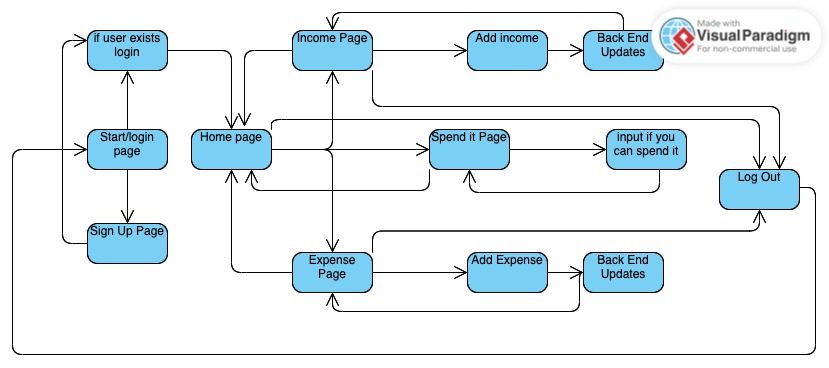 if user exists
login
Income Page
Add income
Back End
Updates
Made with
VisualParadigm
For non-commercial use
Start/login
page
Home page
Spend it Page
input if you
can spend it
Log Out
Sign Up Page
Expense
Page
Add Expense
Back End
Updates